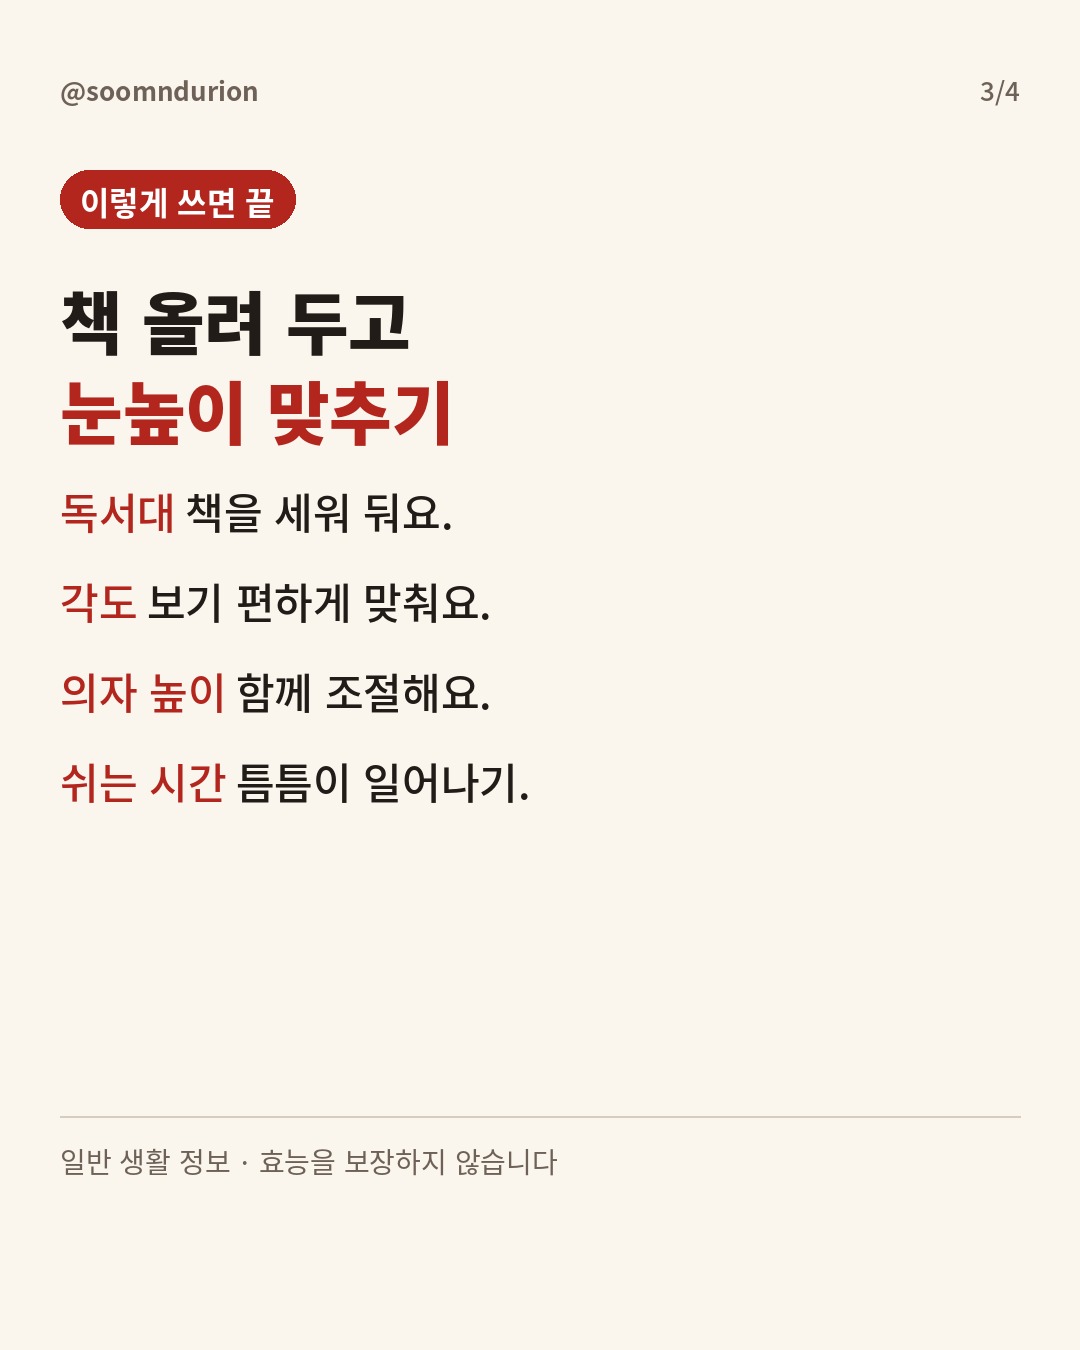 @soomndurion
3/4
이렇게 쓰면 끝
책 올려 두고
눈높이 맞추기
독서대 책을 세워 둬요.
각도 보기 편하게 맞춰요.
의자 높이 함께 조절해요.
쉬는 시간 틈틈이 일어나기.
일반 생활 정보 · 효능을 보장하지 않습니다